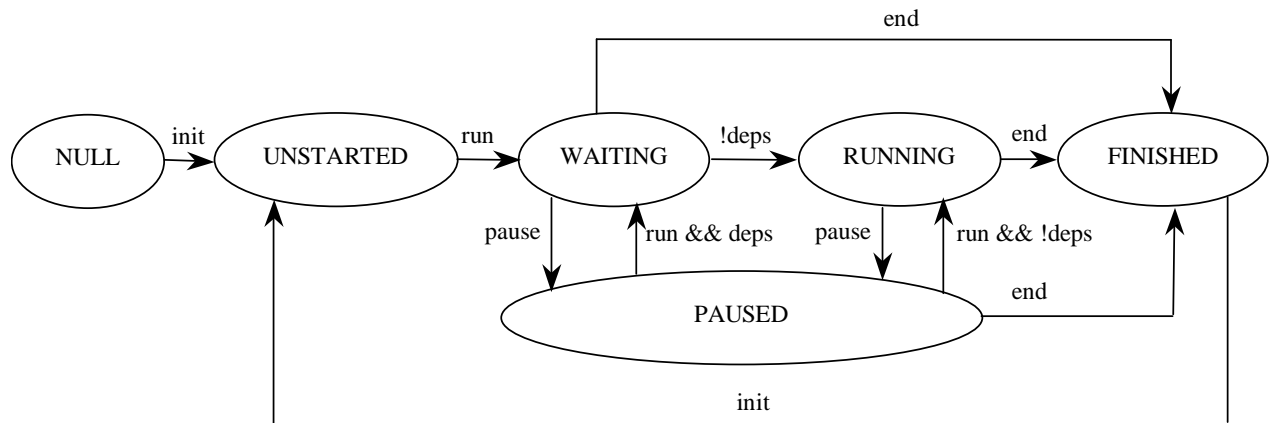 end
init
run
!deps
end
NULL
UNSTARTED
WAITING
RUNNING
FINISHED
pause
run && deps
pause
run && !deps
end
PAUSED
init